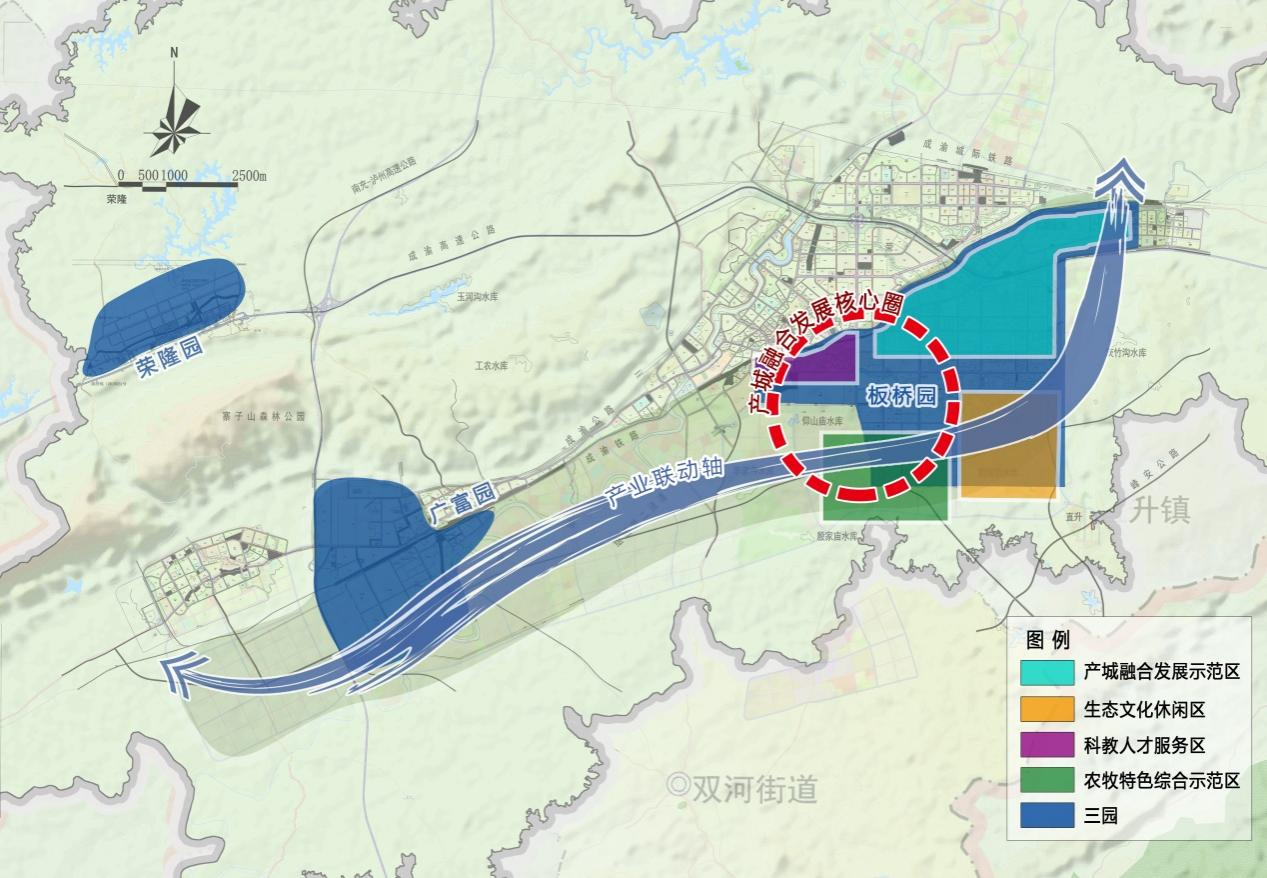 N
0 500 1000 2500m
荣隆
南充-泸州高速公路
成渝城际铁路
成渝高速公路
玉河沟水库
工农水库
荣隆园
寨子山森林公园
产城融合发展核心圈
板桥园
仰山庙水库
成渝公路
成渝铁路
产业联动轴
广富园
殷家庙水库
直升
升镇
峰安公路
双河街道
图例
产城融合发展示范区
生态文化休闲区
科教人才服务区
农牧特色综合示范区
三园